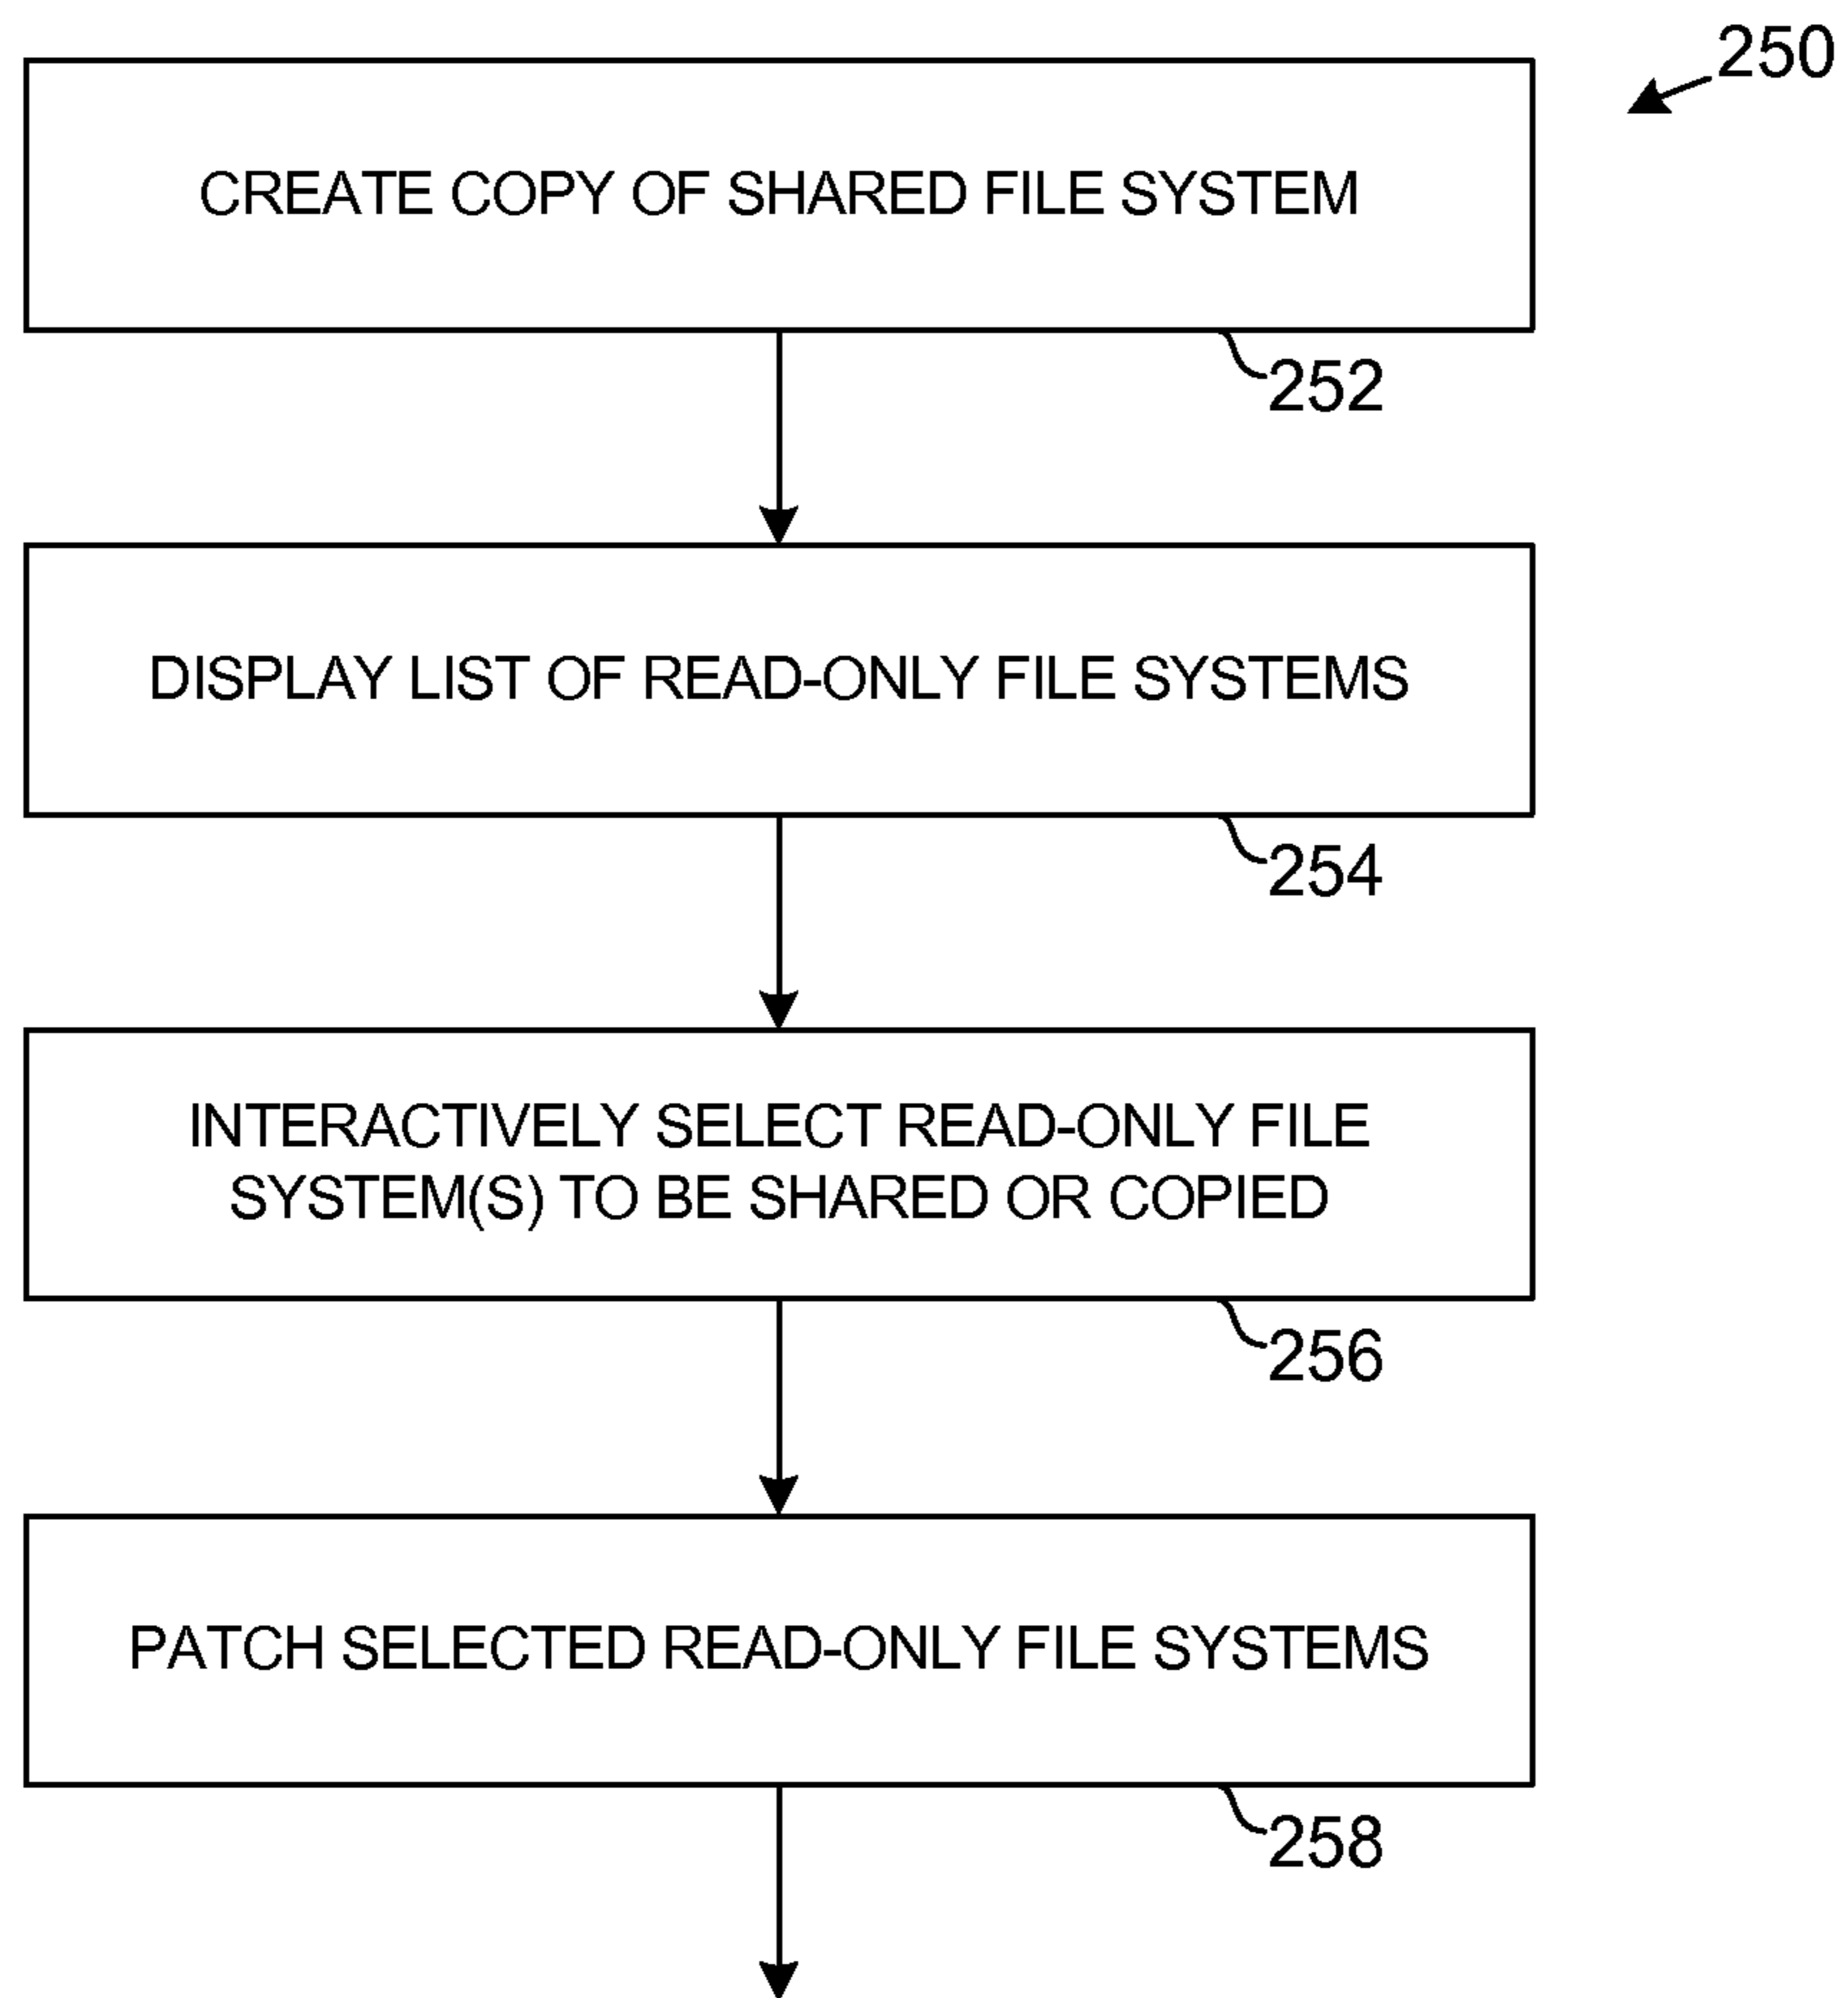 250
CREATE COPY OF SHARED FILE SYSTEM
252
DISPLAY LIST OF READ-ONLY FILE SYSTEMS
254
INTERACTIVELY SELECT READ-ONLY FILE
SYSTEM(S) TO BE SHARED OR COPIED
256
PATCH SELECTED READ-ONLY FILE SYSTEMS
258